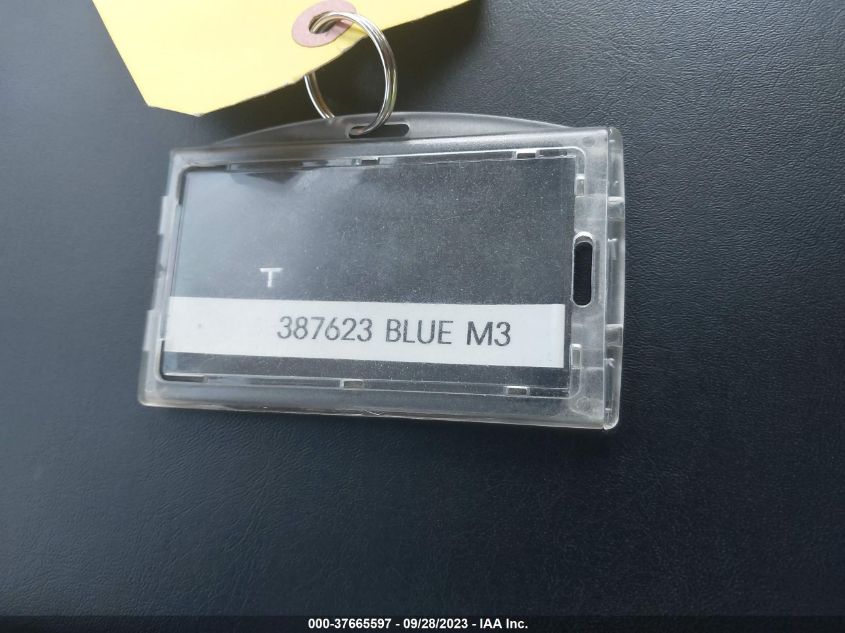 T
387623 BLUE M3
000-37665597 - 09/28/2023 - IAA Inc.